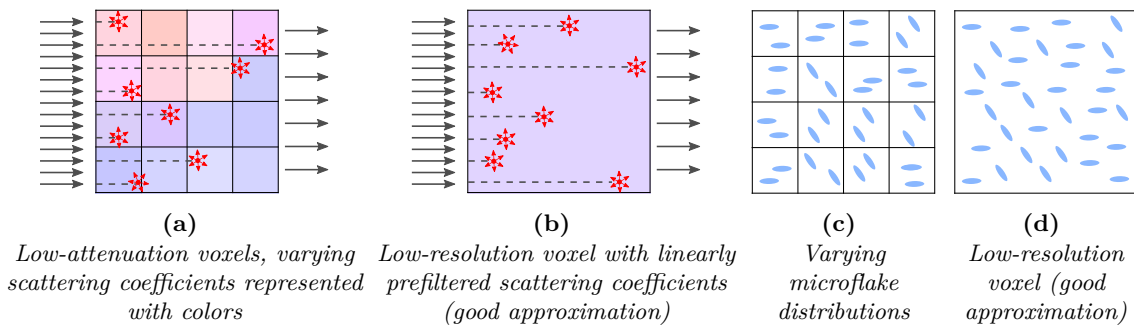 (a)
Low-attenuation voxels, varying
scattering coefficients represented
with colors
(b)
Low-resolution voxel with linearly
prefiltered scattering coefficients
(good approximation)
(c)
Varying
microflake
distributions
(d)
Low-resolution
voxel (good
approximation)